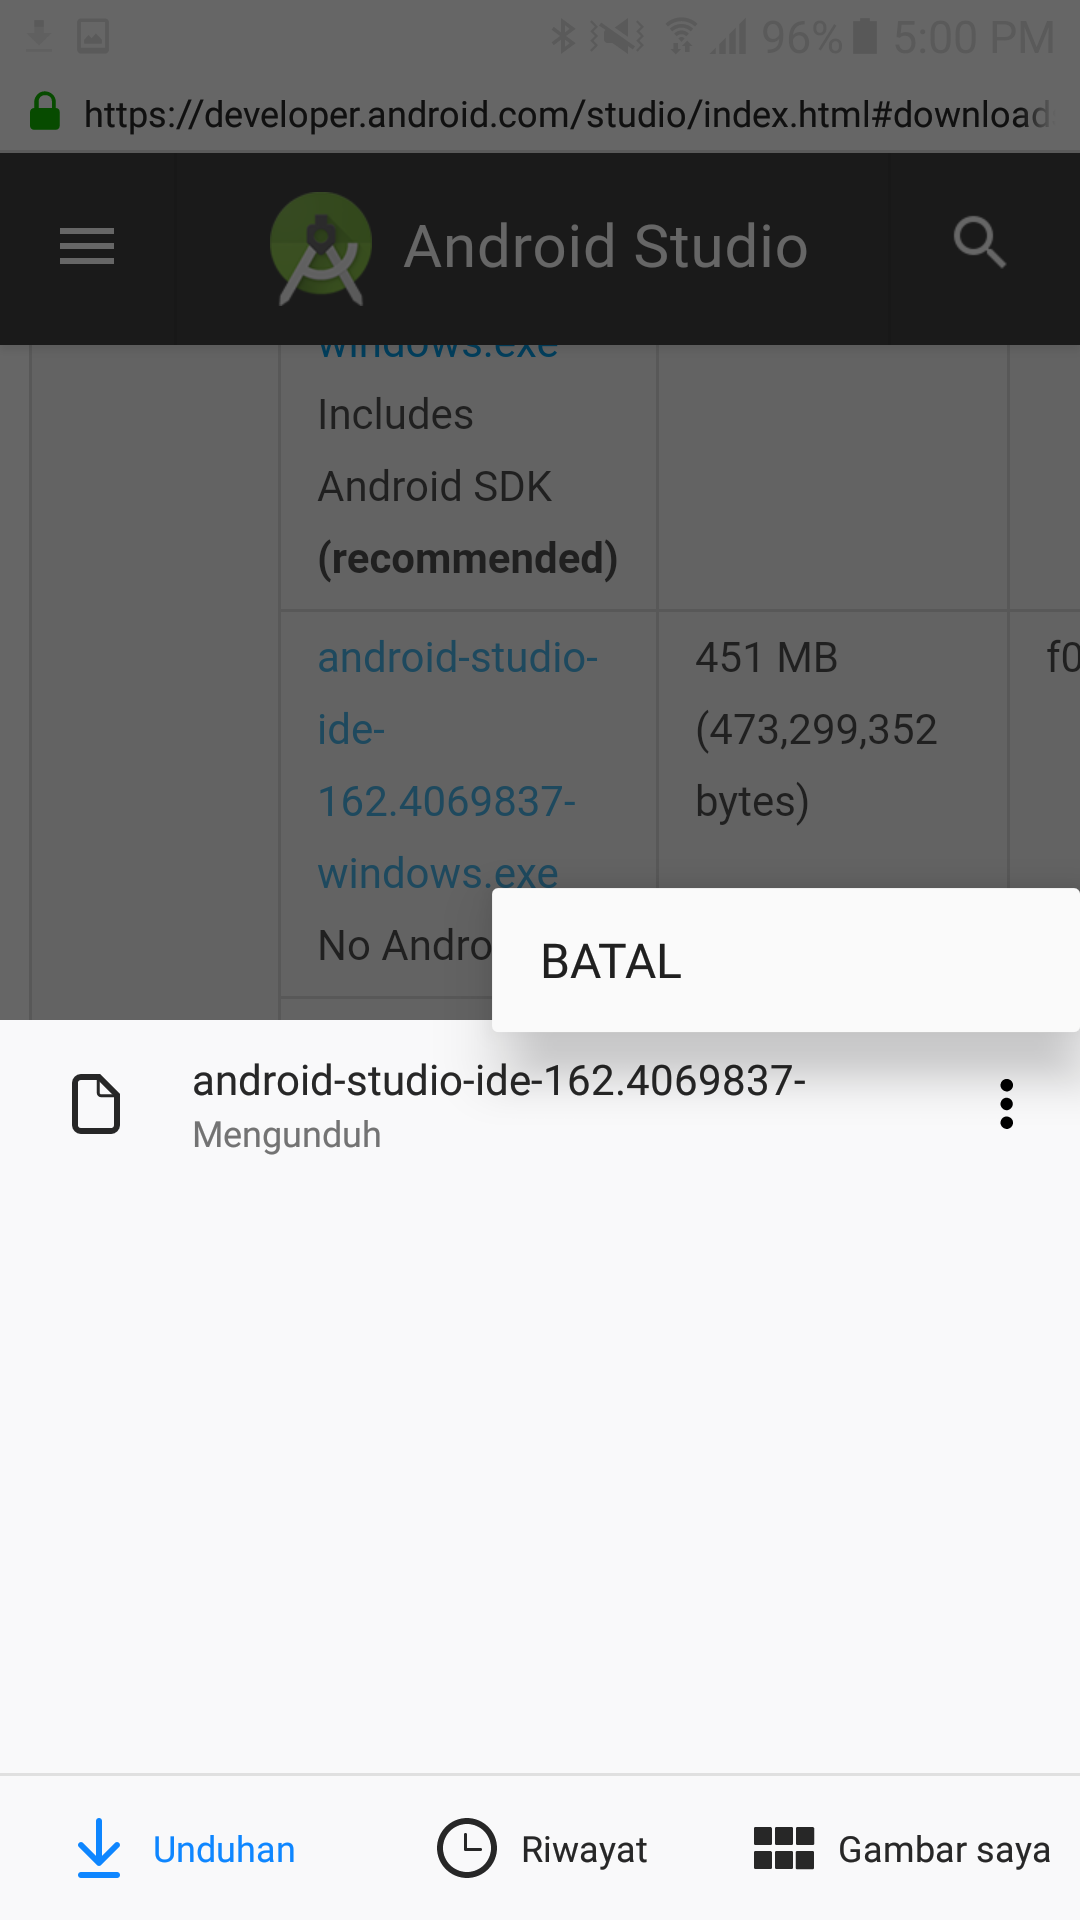 96% 5:00 PM
https://developer.android.com/studio/index.html#download
Android Studio
windows.exe
Includes
Android SDK
(recommended)
android-studio-
ide-
162.4069837-
windows.exe
No Andro
451 MB
(473,299,352
bytes)
f0
BATAL
android-studio-ide-162.4069837-
Mengunduh
Unduhan
Riwayat
Gambar saya